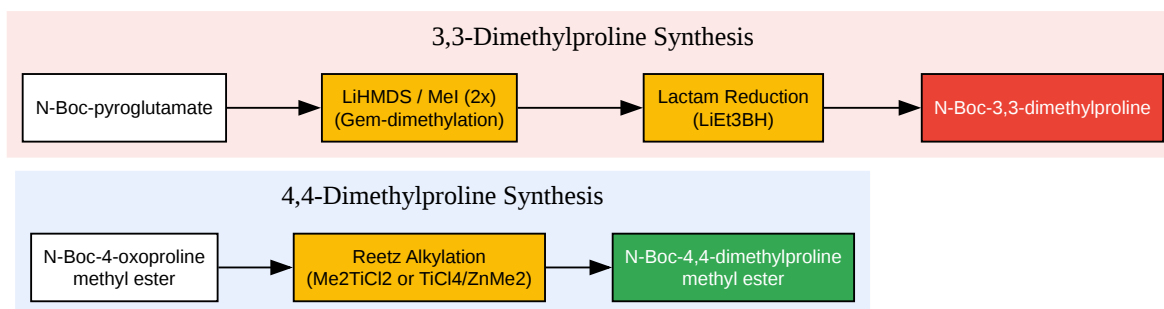 3,3-Dimethylproline Synthesis
N-Boc-pyroglutamate
LiHMDS / MeI (2x)
(Gem-dimethylation)
Lactam Reduction
(LiEt3BH)
N-Boc-3,3-dimethylproline
4,4-Dimethylproline Synthesis
N-Boc-4-oxoproline
methyl ester
Reetz Alkylation
(Me2TiCl2 or TiCl4/ZnMe2)
N-Boc-4,4-dimethylproline
methyl ester